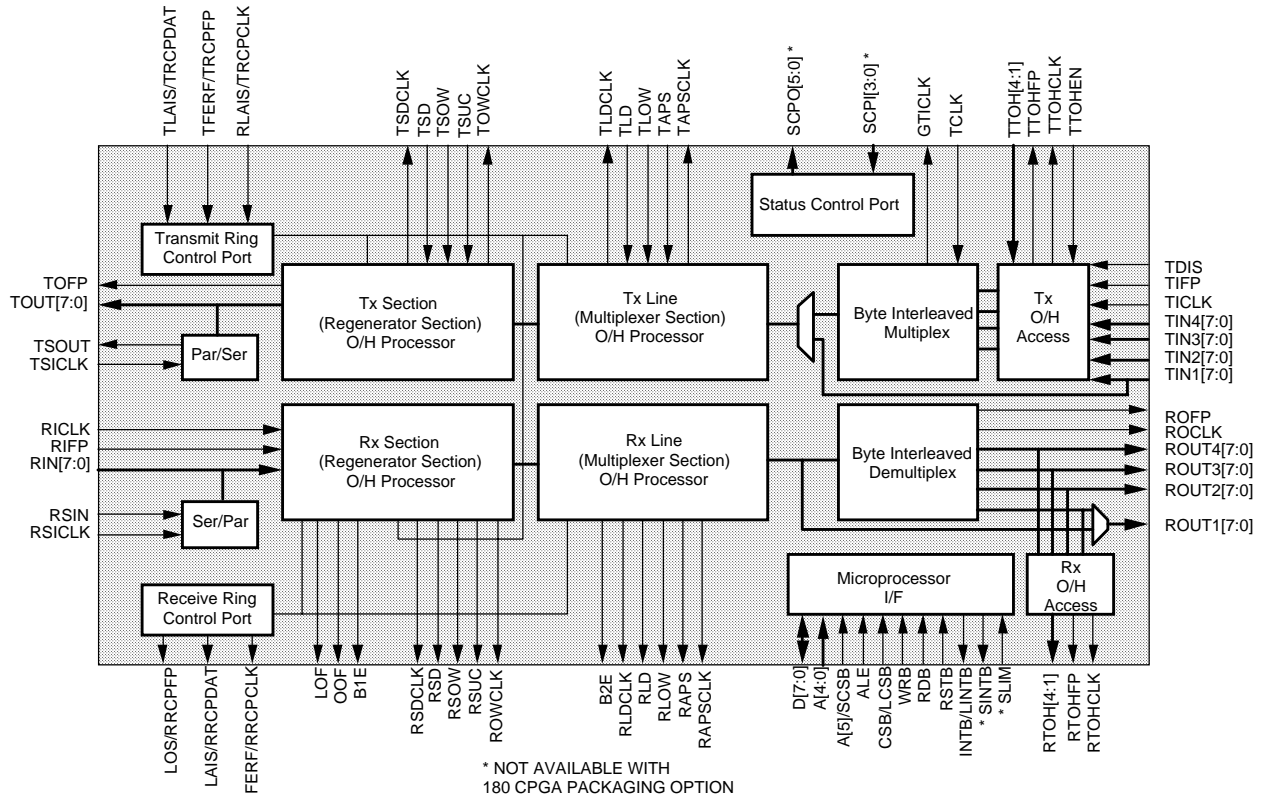 TLAIS/TRCPDAT
TFERF/TRCPFP
RLAIS/TRCPCLK
TSDCLK
TSD
TSOW
TSUC
TOWCLK
TLDCLK
TLD
TLOW
TAPS
TAPSCLK
SCPO[5:0] *
SCPI[3:0] *
GTICLK
TCLK
TTOH[4:1]
TTOHFP
TTOHCLK
TTOHEN
Status Control Port
Transmit Ring
Control Port
TOFP
TOUT[7:0]
TSOUT
TSICLK
Par/Ser
Tx Section
(Regenerator Section)
O/H Processor
Tx Line
(Multiplexer Section)
O/H Processor
Byte Interleaved
Multiplex
Tx
O/H
Access
TDIS
TIFP
TICLK
TIN4[7:0]
TIN3[7:0]
TIN2[7:0]
TIN1[7:0]
RICLK
RIFP
RIN[7:0]
RSIN
RSICLK
Ser/Par
Rx Section
(Regenerator Section)
O/H Processor
Rx Line
(Multiplexer Section)
O/H Processor
Byte Interleaved
Demultiplex
ROFP
ROCLK
ROUT4[7:0]
ROUT3[7:0]
ROUT2[7:0]
ROUT1[7:0]
Receive Ring
Control Port
Microprocessor
I/F
Rx
O/H
Access
LOS/RRCPFP
LAIS/RRCPDAT
FERF/RRCPCLK
LOF
OOF
B1E
RSDCLK
RSD
RSOW
RSUC
ROWCLK
B2E
RLDCLK
RLD
RLOW
RAPS
RAPSCLK
D[7:0]
A[4:0]
A[5]/SCSB
ALE
CSB/LCSB
WRB
RDB
RSTB
INTB/LINTB
* SINTB
* SLIM
RTOH[4:1]
RTOHFP
RTOHCLK
* NOT AVAILABLE WITH
180 CPGA PACKAGING OPTION